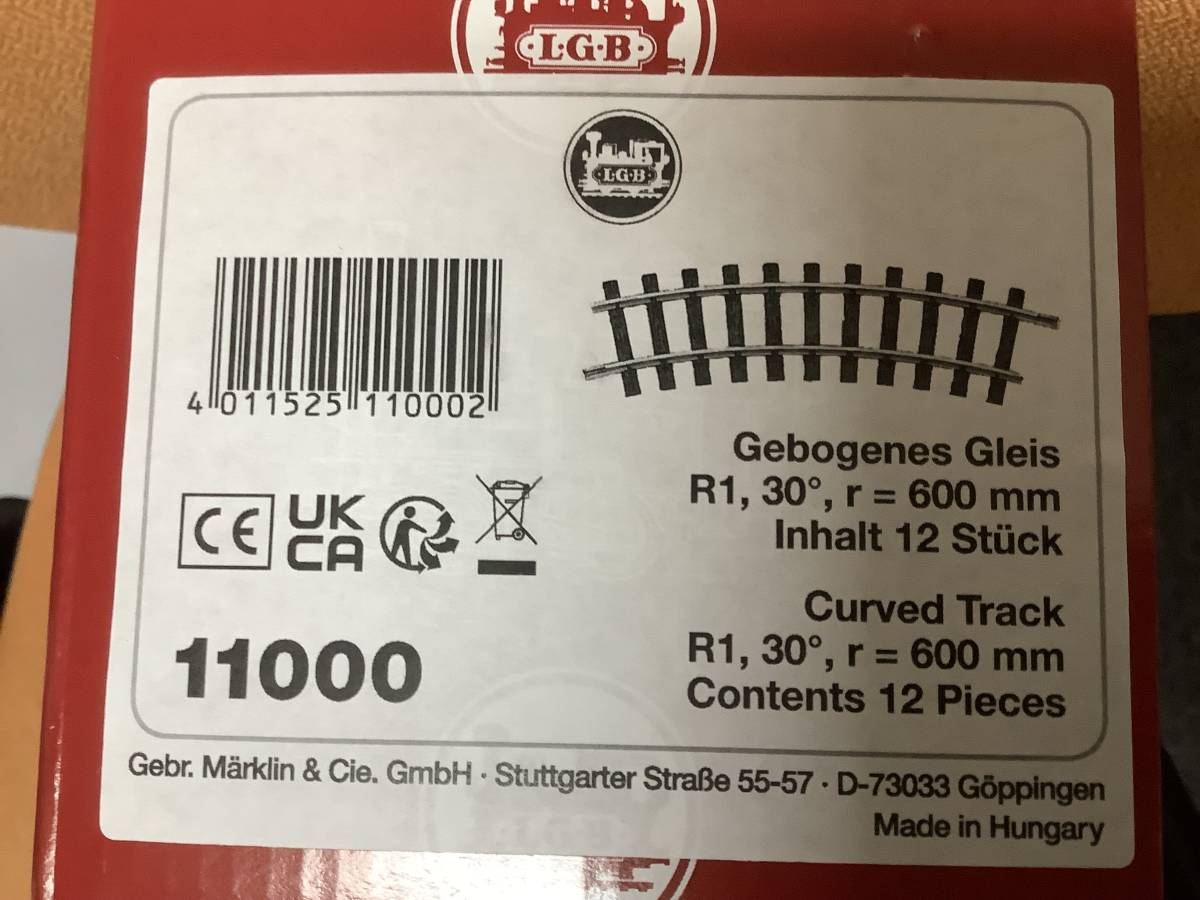 L·G·B
L·G·B
4 011525 110002
Gebogenes Gleis
R1, 30°, r = 600 mm
Inhalt 12 Stück
CE
UK
CA
Curved Track
R1, 30°, r = 600 mm
Contents 12 Pieces
11000
Gebr. Märklin & Cie. GmbH · Stuttgarter Straße 55-57 · D-73033 Göppingen
Made in Hungary